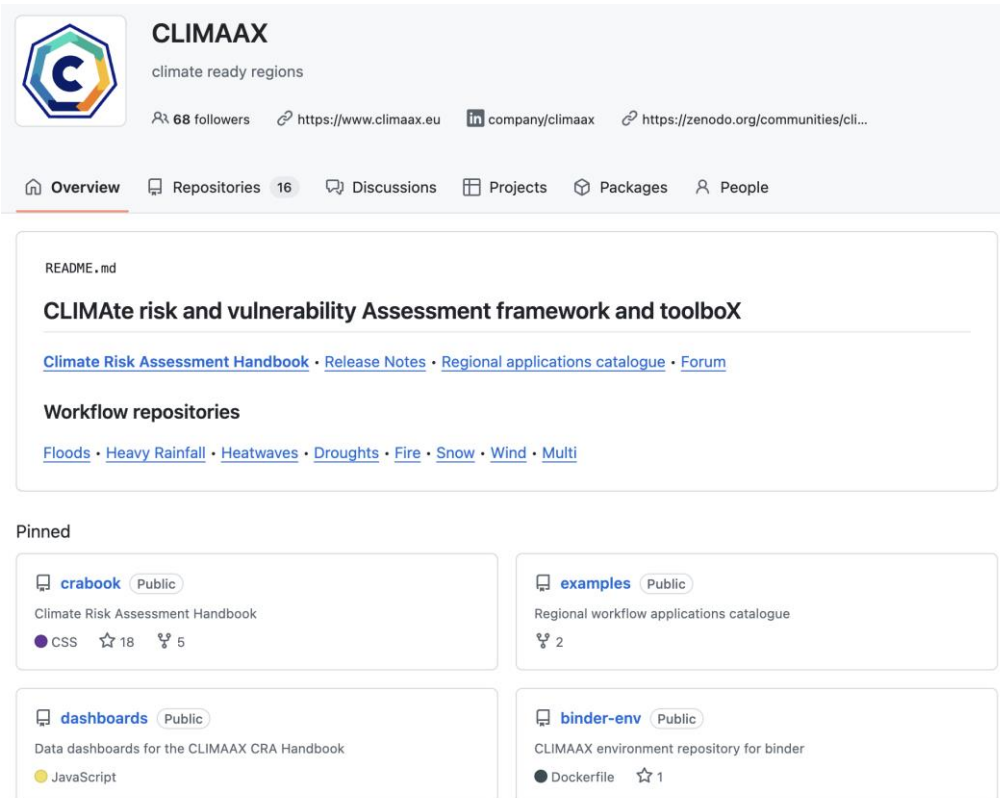 C
CLIMAAX
climate ready regions
68 followers https://www.climaax.eu in company/climaax https://zenodo.org/communities/cli...
Overview Repositories 16 Discussions Projects Packages People
README.md
CLIMAte risk and vulnerability Assessment framework and toolboX
Climate Risk Assessment Handbook • Release Notes • Regional applications catalogue • Forum
Workflow repositories
Floods • Heavy Rainfall • Heatwaves • Droughts • Fire • Snow • Wind • Multi
Pinned
crabook Public
Climate Risk Assessment Handbook
CSS 18 5
examples Public
Regional workflow applications catalogue
2
dashboards Public
Data dashboards for the CLIMAAX CRA Handbook
JavaScript
binder-env Public
CLIMAAX environment repository for binder
Dockerfile 1